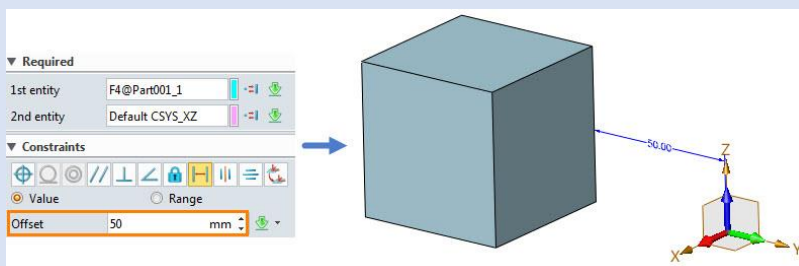 Required
1st entity F4@Part001_1
2nd entity Default CSYS_XZ
Constraints
Value Range
Offset 50 mm
50.00
Z
X
Y